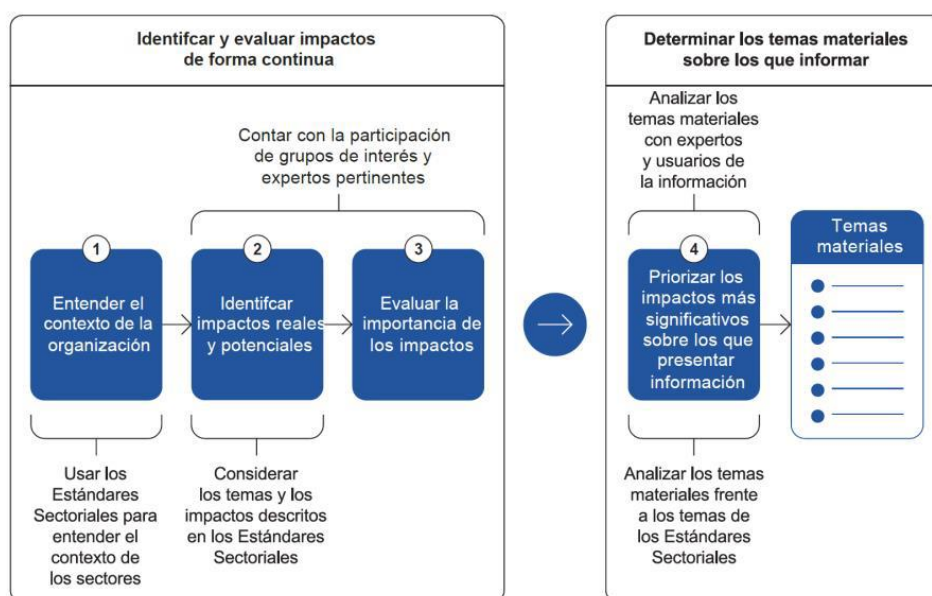 Identifcar y evaluar impactos
de forma continua
Contar con la participación
de grupos de interés y
expertos pertinentes
1
Entender el
contexto de la
organización
2
Identifcar
impactos reales
y potenciales
3
Evaluar la
importancia de
los impactos
Usar los
Estándares
Sectoriales para
entender el
contexto de
los sectores
Considerar
los temas y los
impactos descritos
en los Estándares
Sectoriales
Determinar los temas materiales
sobre los que informar
Analizar los
temas materiales
con expertos
y usuarios de
la información
4
Priorizar los
impactos más
significativos
sobre los que
presentar
información
Temas
materiales
Analizar los temas
materiales frente
a los temas de
los Estándares
Sectoriales